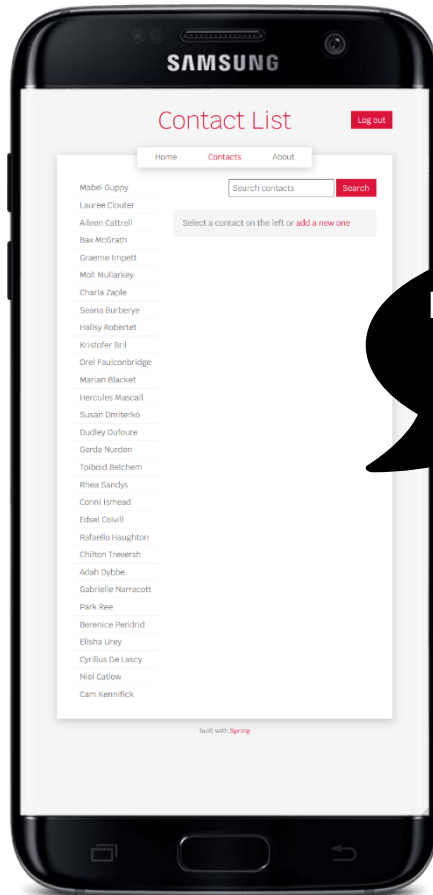 SAMSUNG
Contact List
Log out
Home Contacts About
Search contacts Search
Select a contact on the left or add a new one
Mabel Guppy
Lauree Clouter
Aileen Cattrell
Bax McGrath
Graeme Impett
Moll Mullarkey
Charla Zaple
Seana Burberye
Hallsy Robertet
Kristofer Bril
Orel Faulconbridge
Marian Blacket
Hercules Mascall
Susan Dmiterko
Dudley Dufoure
Gerda Nurden
Toiboid Belchem
Rhea Sandys
Conni Ismead
Edsel Colvill
Rafaello Haughton
Chilton Treversh
Adah Dybbe
Gabrielle Narracott
Park Ree
Berenice Pendrid
Elisha Urey
Cyrillus De Lascy
Niel Catlow
Cam Kennifick
built with Spring